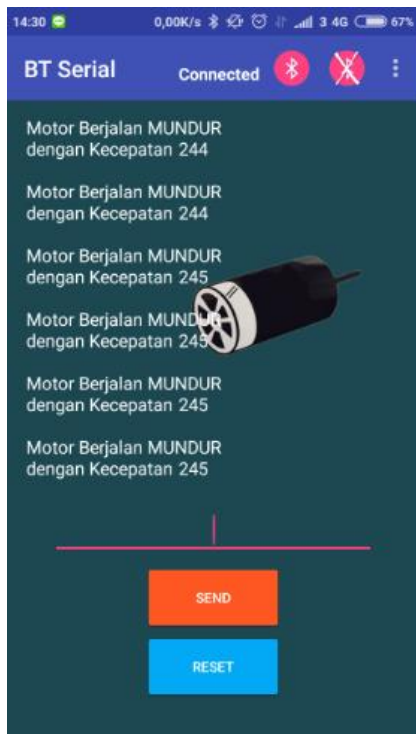 14:30 0,00K/s 3 4G 67%
BT Serial Connected
Motor Berjalan MUNDUR
dengan Kecepatan 244
Motor Berjalan MUNDUR
dengan Kecepatan 244
Motor Berjalan MUNDUR
dengan Kecepatan 245
Motor Berjalan MUNDUR
dengan Kecepatan 245
Motor Berjalan MUNDUR
dengan Kecepatan 245
Motor Berjalan MUNDUR
dengan Kecepatan 245
SEND
RESET